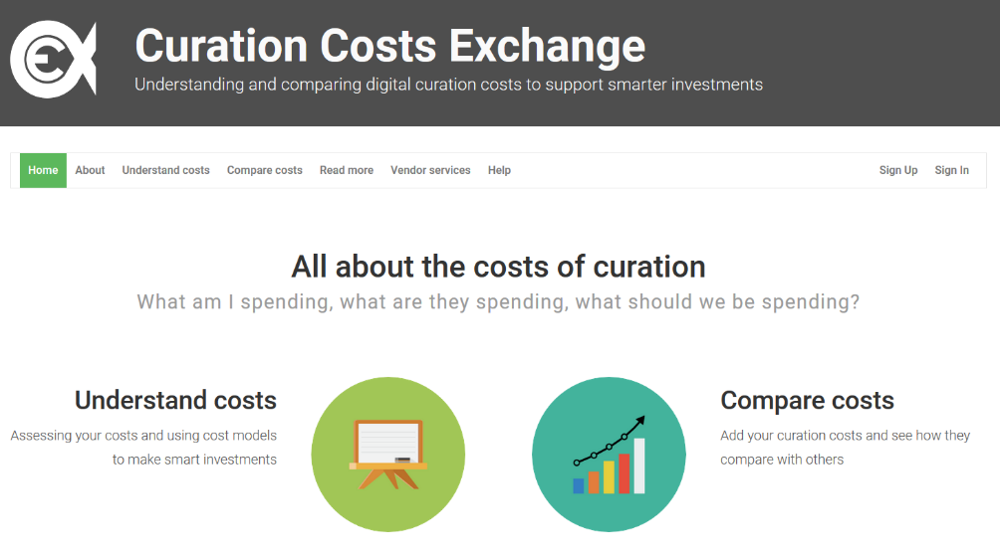 CEX
Curation Costs Exchange
Understanding and comparing digital curation costs to support smarter investments
Home About Understand costs Compare costs Read more Vendor services Help Sign Up Sign In
All about the costs of curation
What am I spending, what are they spending, what should we be spending?
Understand costs
Assessing your costs and using cost models
to make smart investments
Compare costs
Add your curation costs and see how they
compare with others